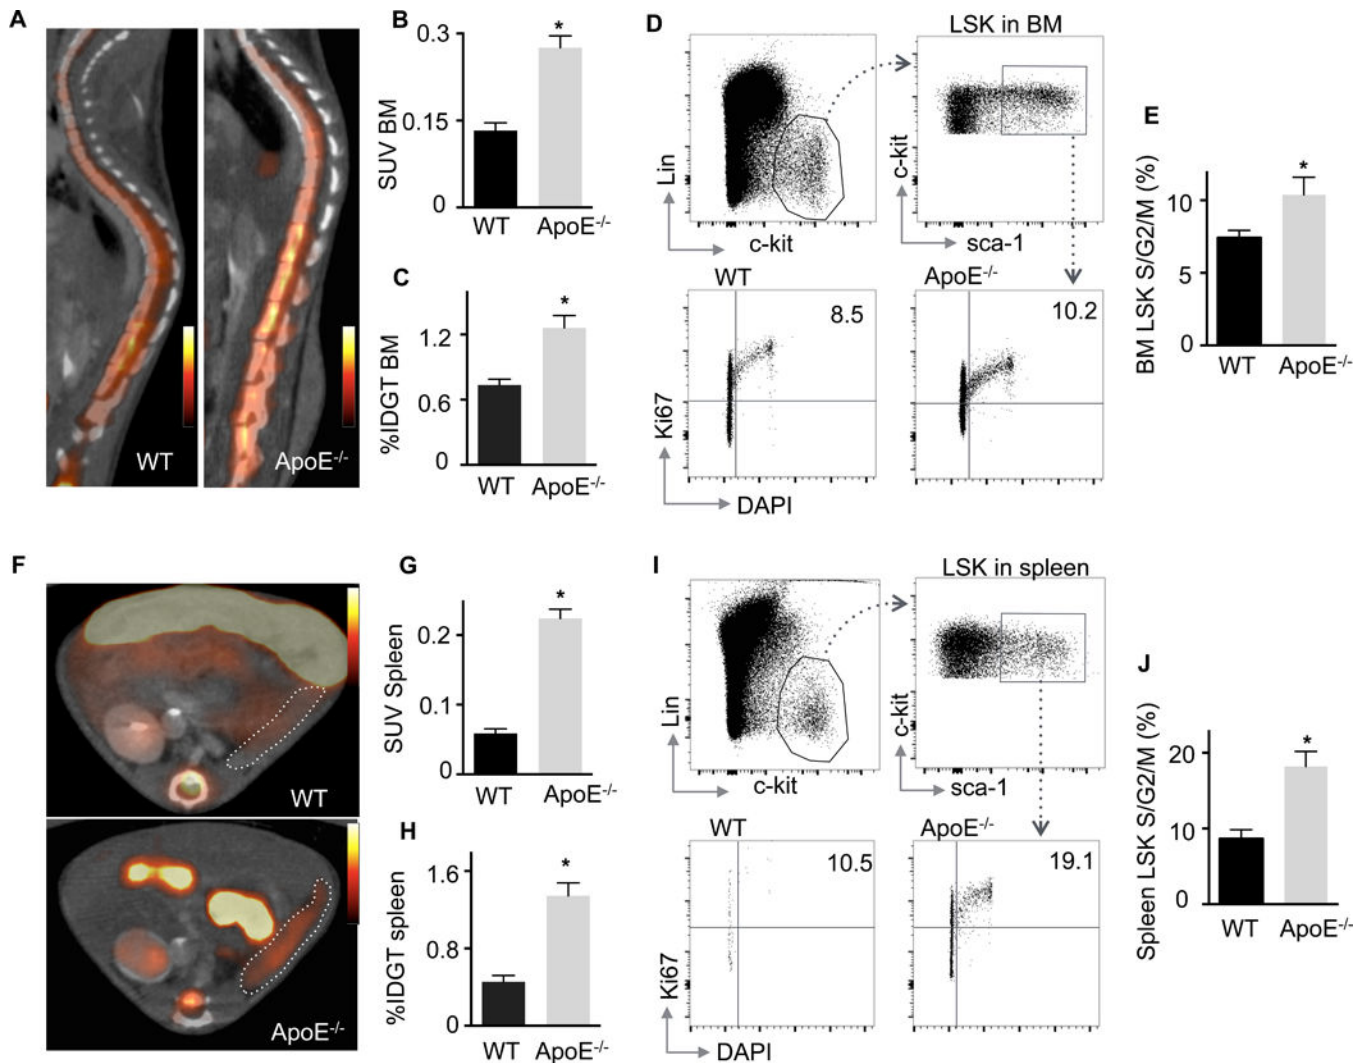 A
WT
ApoE-/-
B
SUV BM
0.3
0.15
0
*
WT
ApoE-/-
C
%IDGT BM
1.2
0.6
0
*
WT
ApoE-/-
D
LSK in BM
Lin
c-kit
c-kit
sca-1
WT
8.5
ApoE-/-
10.2
Ki67
DAPI
E
BM LSK S/G2/M (%)
10
5
0
*
WT
ApoE-/-
F
WT
ApoE-/-
G
SUV Spleen
0.2
0.1
0
*
WT
ApoE-/-
H
%IDGT spleen
1.6
0.8
0
*
WT
ApoE-/-
I
LSK in spleen
Lin
c-kit
c-kit
sca-1
WT
10.5
ApoE-/-
19.1
Ki67
DAPI
J
Spleen LSK S/G2/M (%)
20
10
0
*
WT
ApoE-/-